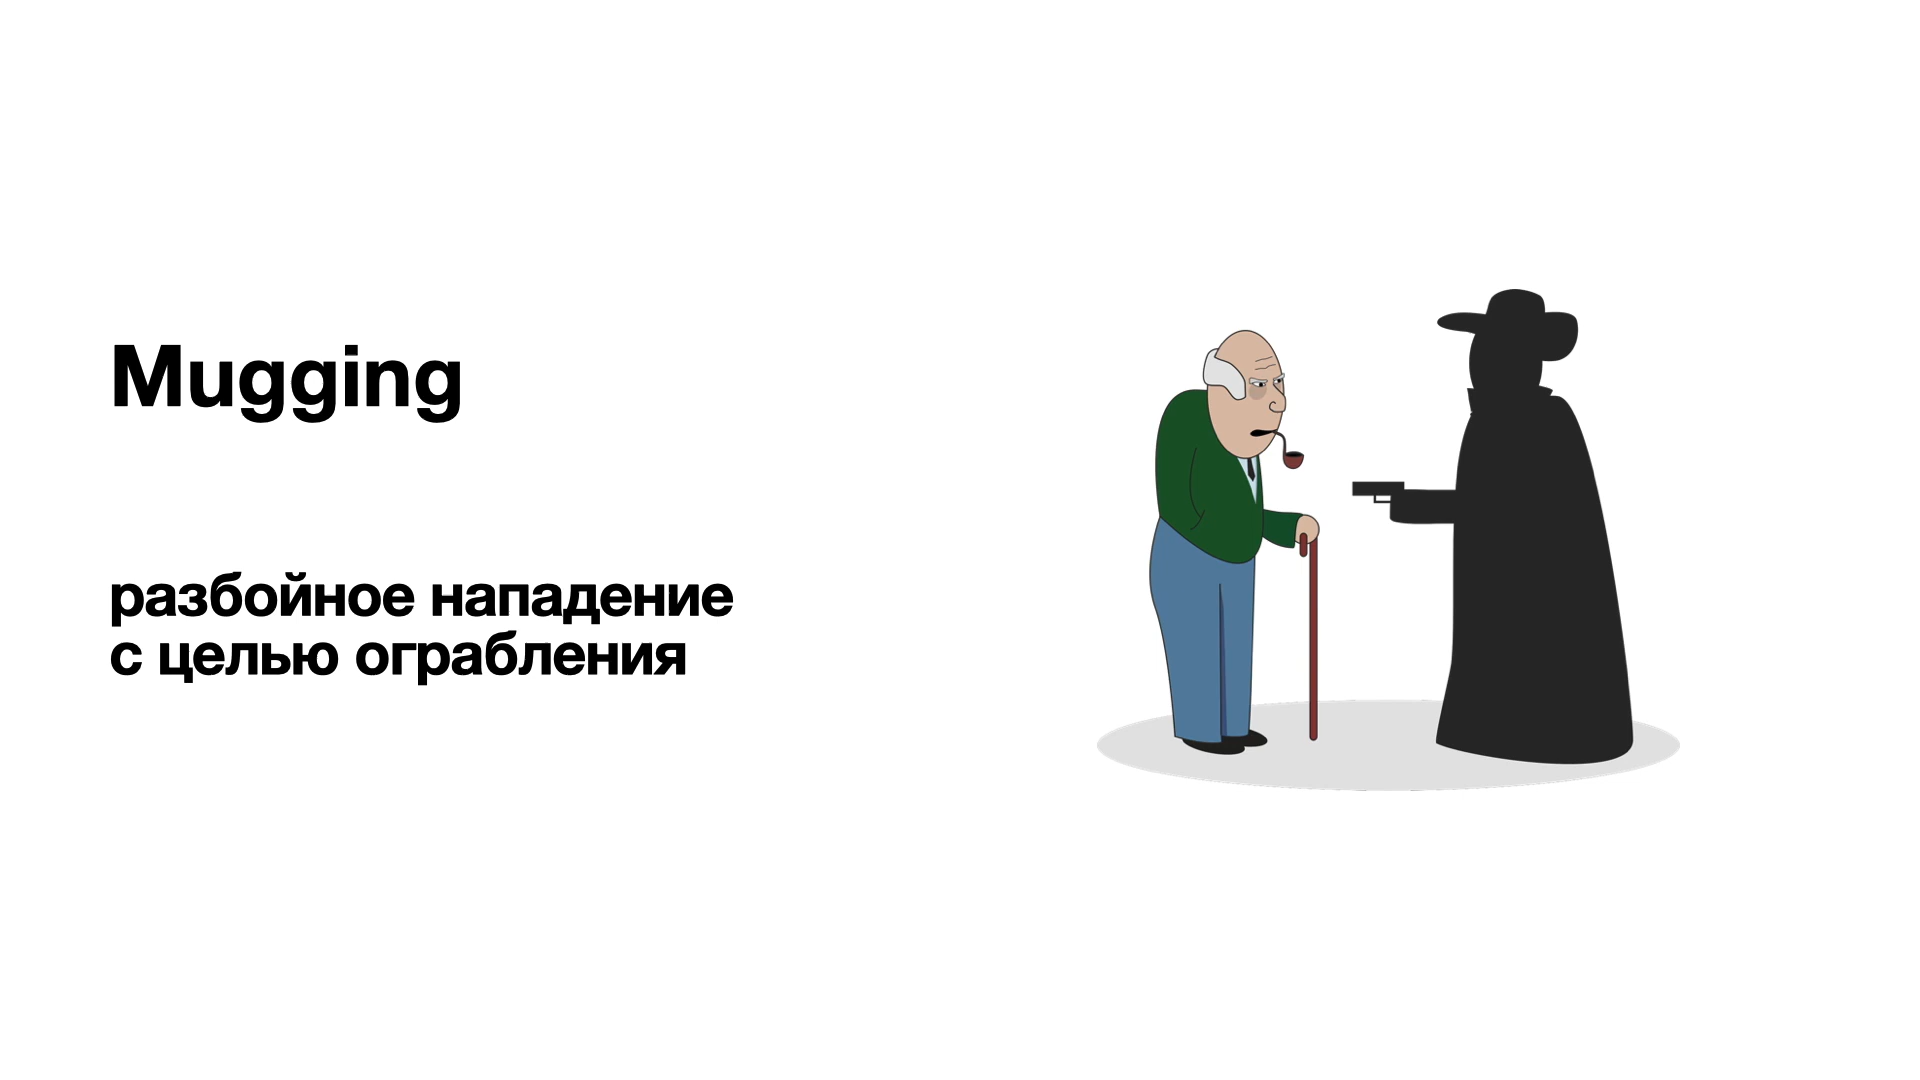 Mugging
разбойное нападение
с целью ограбления